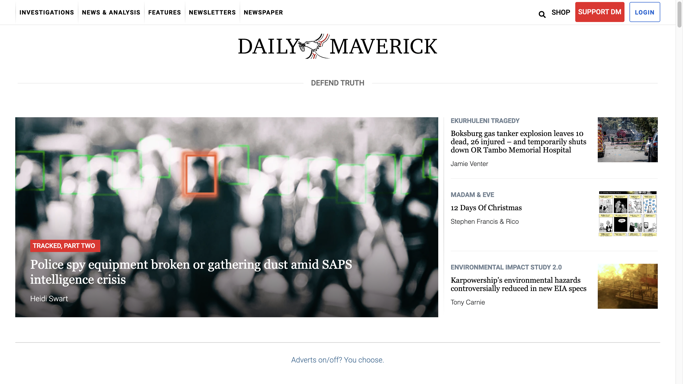 INVESTIGATIONS
NEWS & ANALYSIS
FEATURES
NEWSLETTERS
NEWSPAPER
SHOP
SUPPORT DM
LOGIN
DAILY MAVERICK
DEFEND TRUTH
TRACKED, PART TWO
Police spy equipment broken or gathering dust amid SAPS
intelligence crisis
Heidi Swart
EKURHULENI TRAGEDY
Boksburg gas tanker explosion leaves 10
dead, 26 injured – and temporarily shuts
down OR Tambo Memorial Hospital
Jamie Venter
MADAM & EVE
12 Days Of Christmas
Stephen Francis & Rico
ENVIRONMENTAL IMPACT STUDY 2.0
Karpowership's environmental hazards
controversially reduced in new EIA specs
Tony Carnie
Adverts on/off? You choose.